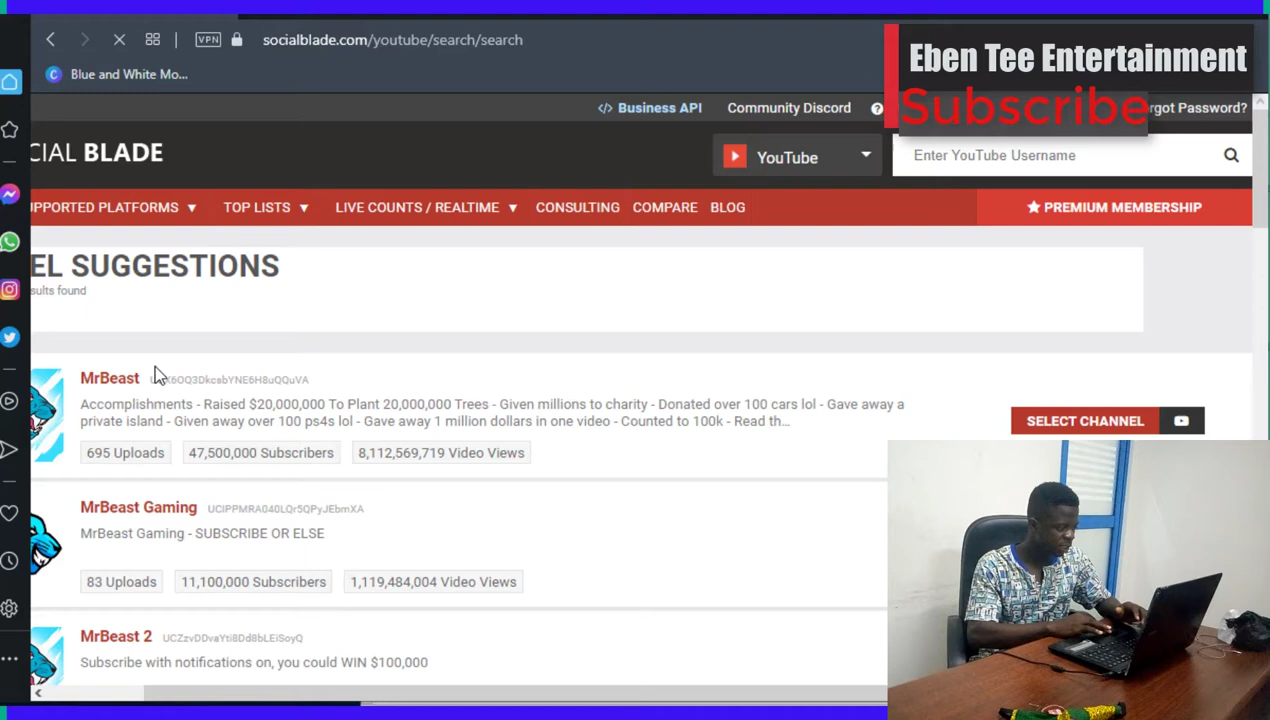 VPN socialblade.com/youtube/search/search
Eben Tee Entertainment
Subscribe
Blue and White Mo...
</> Business API Community Discord ? rgot Password?
CIAL BLADE
YouTube
Enter YouTube Username
UPPORTED PLATFORMS TOP LISTS LIVE COUNTS / REALTIME CONSULTING COMPARE BLOG PREMIUM MEMBERSHIP
EL SUGGESTIONS
sults found
MrBeast
Accomplishments - Raised $20,000,000 To Plant 20,000,000 Trees - Given millions to charity - Donated over 100 cars lol - Gave away a
private island - Given away over 100 ps4s lol - Gave away 1 million dollars in one video - Counted to 100k - Read th...
SELECT CHANNEL
695 Uploads 47,500,000 Subscribers 8,112,569,719 Video Views
MrBeast Gaming UCIPPMRA040LQr5QPyJEbmXA
MrBeast Gaming - SUBSCRIBE OR ELSE
83 Uploads 11,100,000 Subscribers 1,119,484,004 Video Views
MrBeast 2 UCZzvDDvaYti8Dd8bLEiSoyQ
Subscribe with notifications on, you could WIN $100,000